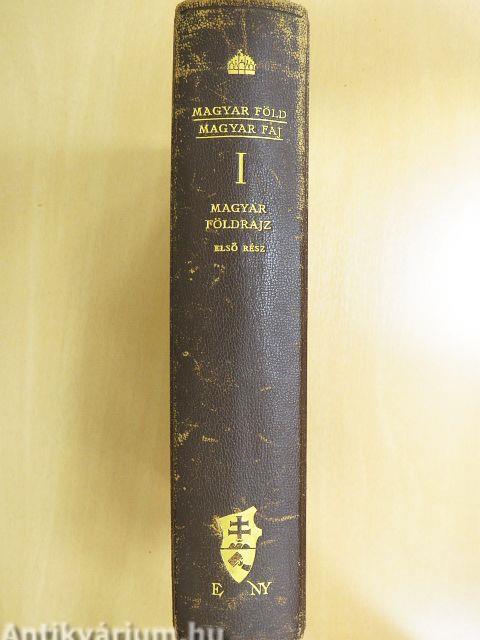 MAGYAR FÖLD
MAGYAR FAJ
I
MAGYAR
FÖLDRAJZ
ELSŐ RÉSZ
E NY
Antikvárium.hu